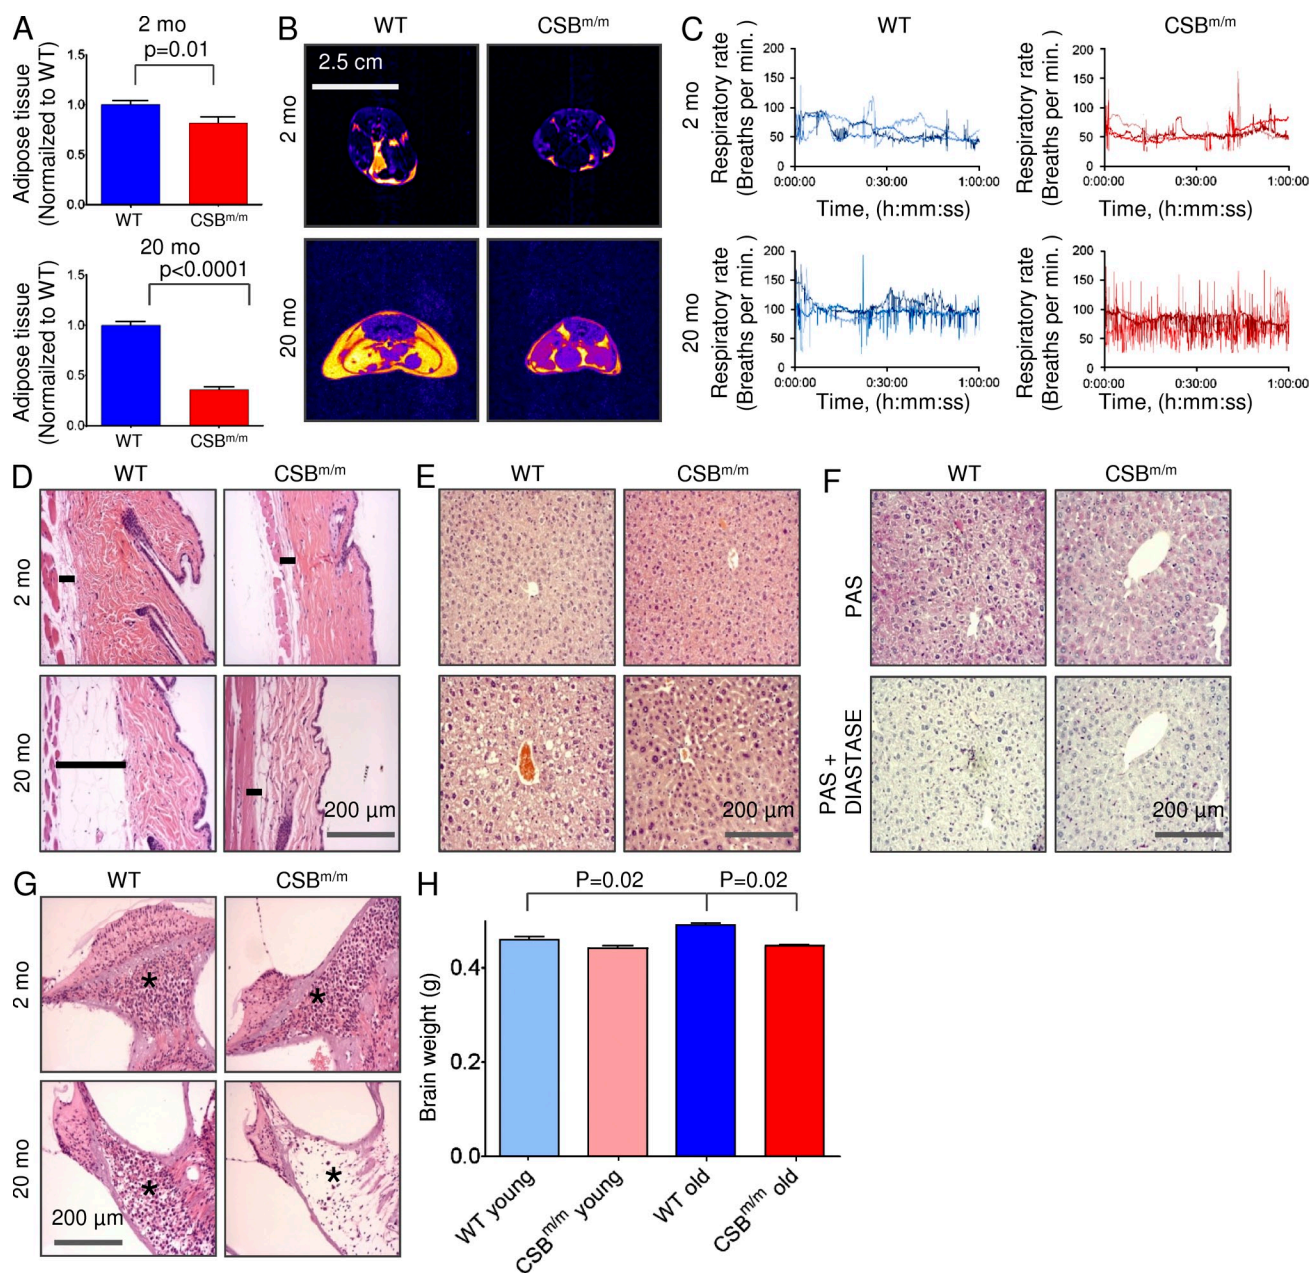 A
2 mo
p=0.01
Adipose tissue
(Normalized to WT)
1.5
1.0
0.5
0.0
WT
CSBm/m
20 mo
p<0.0001
Adipose tissue
(Normalized to WT)
1.5
1.0
0.5
0.0
WT
CSBm/m
B
WT
CSBm/m
2 mo
2.5 cm
20 mo
C
WT
CSBm/m
2 mo
Respiratory rate
(Breaths per min. )
200
150
100
50
0
0:00:00
0:30:00
1:00:00
Time, (h:mm:ss)
Respiratory rate
(Breaths per min. )
200
150
100
50
0
0:00:00
0:30:00
1:00:00
Time, (h:mm:ss)
20 mo
Respiratory rate
(Breaths per min. )
200
150
100
50
0
0:00:00
0:30:00
1:00:00
Time, (h:mm:ss)
Respiratory rate
(Breaths per min. )
200
150
100
50
0
0:00:00
0:30:00
1:00:00
Time, (h:mm:ss)
D
WT
CSBm/m
2 mo
20 mo
200 µm
E
WT
CSBm/m
200 µm
F
WT
CSBm/m
PAS
PAS +
DIASTASE
200 µm
G
WT
CSBm/m
2 mo
*
*
20 mo
*
*
200 µm
H
P=0.02
P=0.02
Brain weight (g)
0.4
0.2
0.0
WT young
CSBm/m young
WT old
CSBm/m old